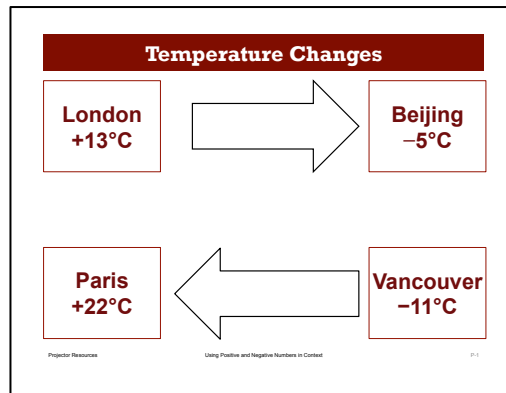 Temperature Changes
London
+13°C
Beijing
–5°C
Paris
+22°C
Vancouver
−11°C
Projector Resources
Using Positive and Negative Numbers in Context
P-1